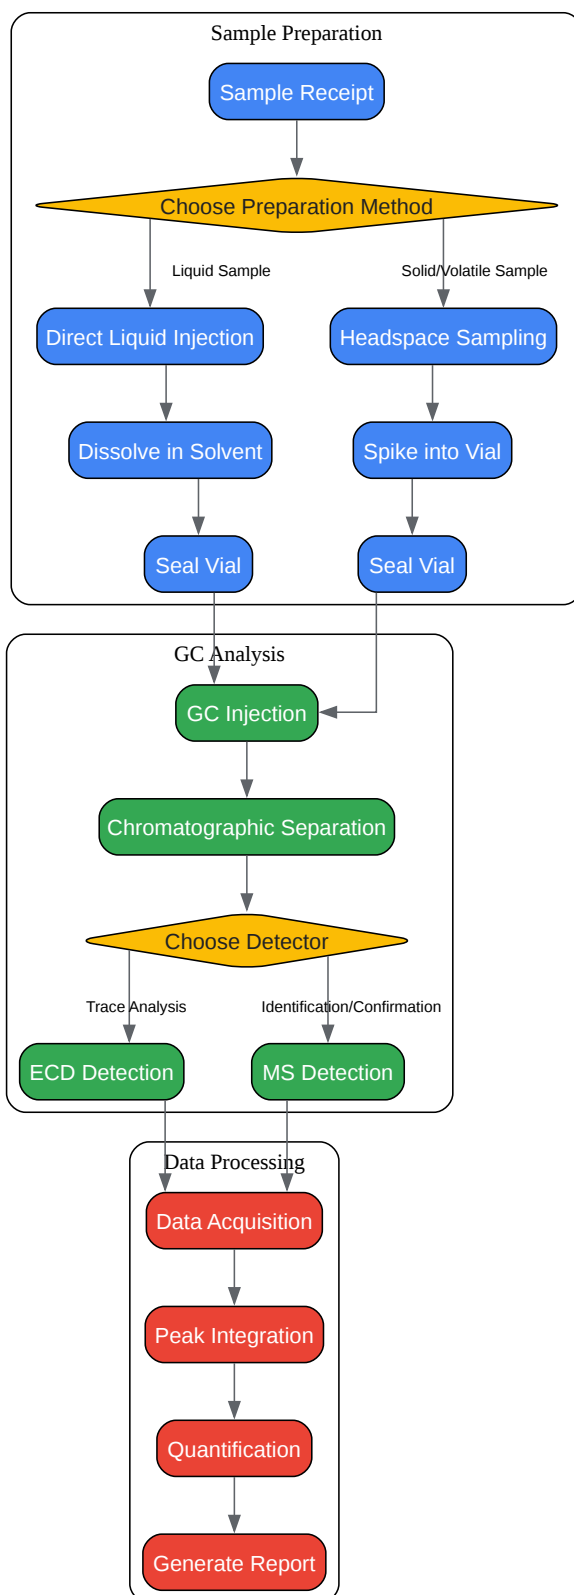 Sample Preparation
Sample Receipt
Choose Preparation Method
Liquid Sample
Solid/Volatile Sample
Direct Liquid Injection
Headspace Sampling
Dissolve in Solvent
Spike into Vial
Seal Vial
Seal Vial
GC Analysis
GC Injection
Chromatographic Separation
Choose Detector
Trace Analysis
Identification/Confirmation
ECD Detection
MS Detection
Data Processing
Data Acquisition
Peak Integration
Quantification
Generate Report